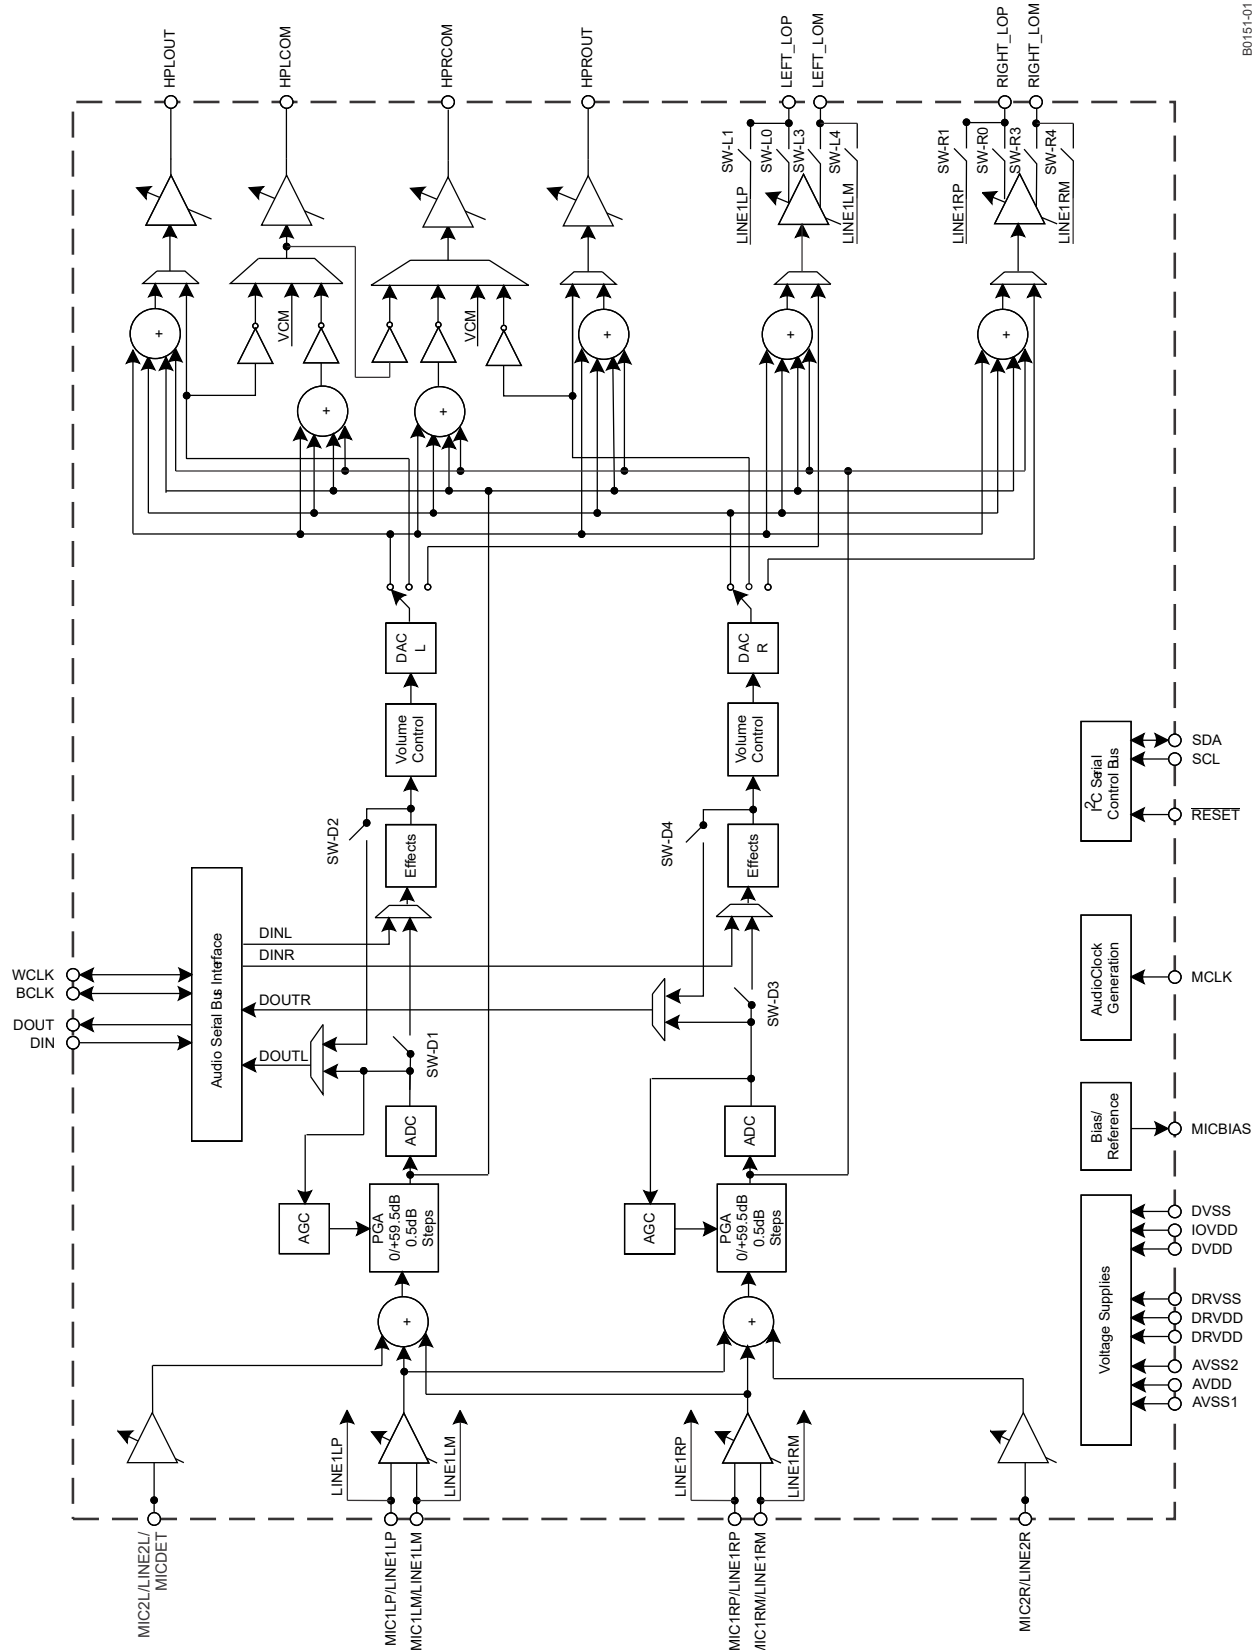 B0151-01
HPLOUT
HPLCOM
HPRCOM
HPROUT
LEFT_LOP
LEFT_LOM
RIGHT_LOP
RIGHT_LOM
SW-L1
SW-L0
SW-L3
SW-L4
LINE1LP
LINE1LM
SW-R1
SW-R0
SW-R3
SW-R4
LINE1RP
LINE1RM
VCM
VCM
+
+
+
+
+
+
DAC
L
DAC
R
Volume
Control
Volume
Control
SW-D2
SW-D4
Effects
Effects
I2C Serial
Control Bus
SDA
SCL
RESET
Audio Serial Bus Interface
WCLK
BCLK
DOUT
DIN
DINL
DINR
DOUTR
DOUTL
SW-D1
SW-D3
AudioClock
Generation
MCLK
ADC
ADC
Bias/
Reference
MICBIAS
AGC
PGA
0/+59.5dB
0.5dB
Steps
AGC
PGA
0/+59.5dB
0.5dB
Steps
+
+
Voltage Supplies
DVSS
IOVDD
DVDD
DRVSS
DRVDD
DRVDD
AVSS2
AVDD
AVSS1
LINE1LP
LINE1LM
LINE1RP
LINE1RM
MIC2L/LINE2L/
MICDET
MIC1LP/LINE1LP
MIC1LM/LINE1LM
MIC1RP/LINE1RP
MIC1RM/LINE1RM
MIC2R/LINE2R